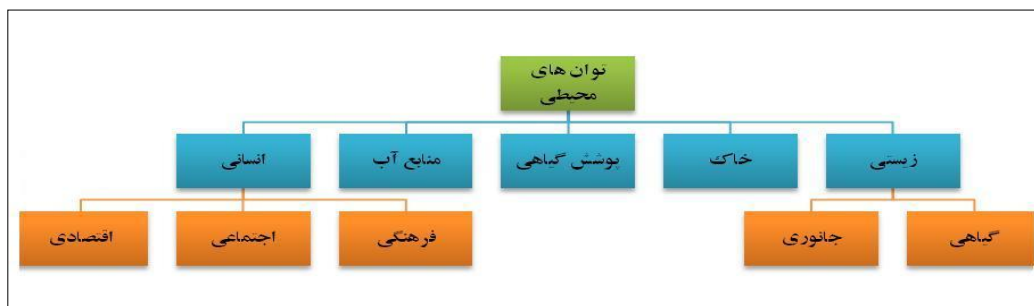 توان های
محیطی
زیستی
خاک
پوشش گیاهی
منابع آب
انسانی
گیاهی
جانوری
فرهنگی
اجتماعی
اقتصادی